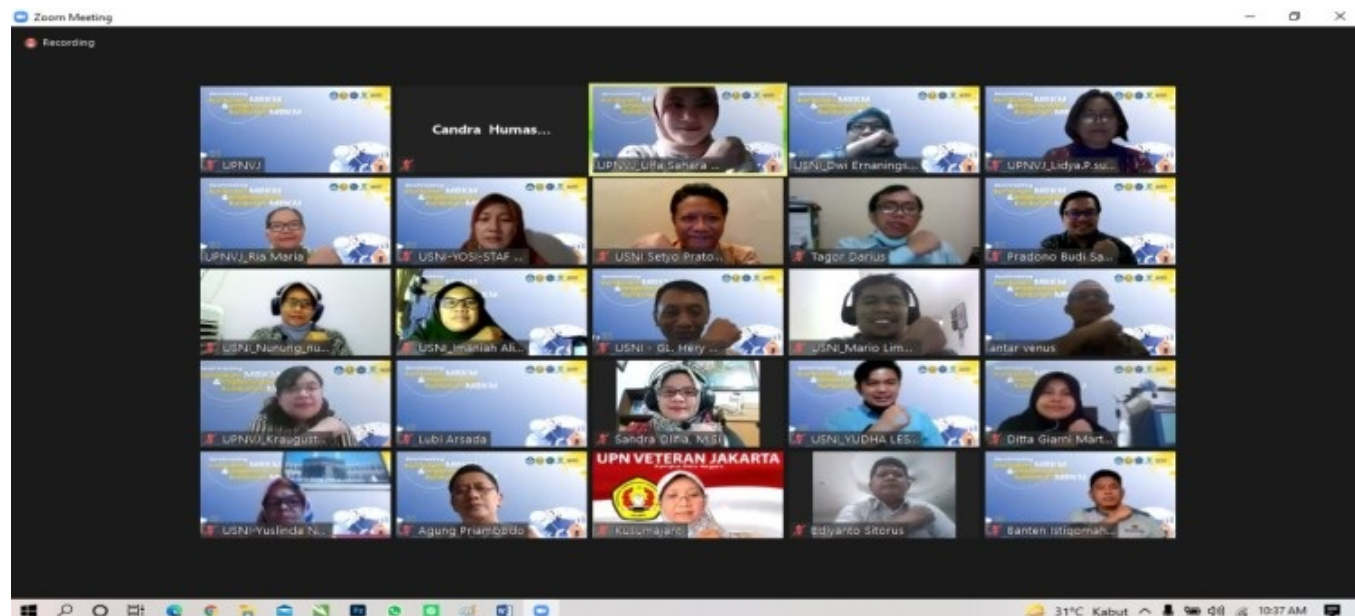 Zoom Meeting
Recording
UPNVJ
Candra Humas...
UPNVJ_Ulfa Sahara ...
USNI_Dwi Ernanings...
UPNVJ_Lidya.P.su...
UPNVJ_Ria Maria
USNI-YOSI-STAF ...
USNI Setyo Prato...
Tagor Darius
Pradono Budi Sa...
USNI_Nunung_nu...
USNI_Imaniah Ali...
USNI - GL. Hery ...
USNI_Mario Lim...
antar venus
UPNVJ_Kraugust...
Lubi Arsada
Sandra Olifia, M.Si
USNI_YUDHA LES...
Ditta Giarni Mart...
USNI-Yuslinda N...
Agung Priambodo
UPN VETERAN JAKARTA
Kusumajanti
Ediyanto Sitorus
Banten Istiqomah...
31°C Kabut
10:37 AM